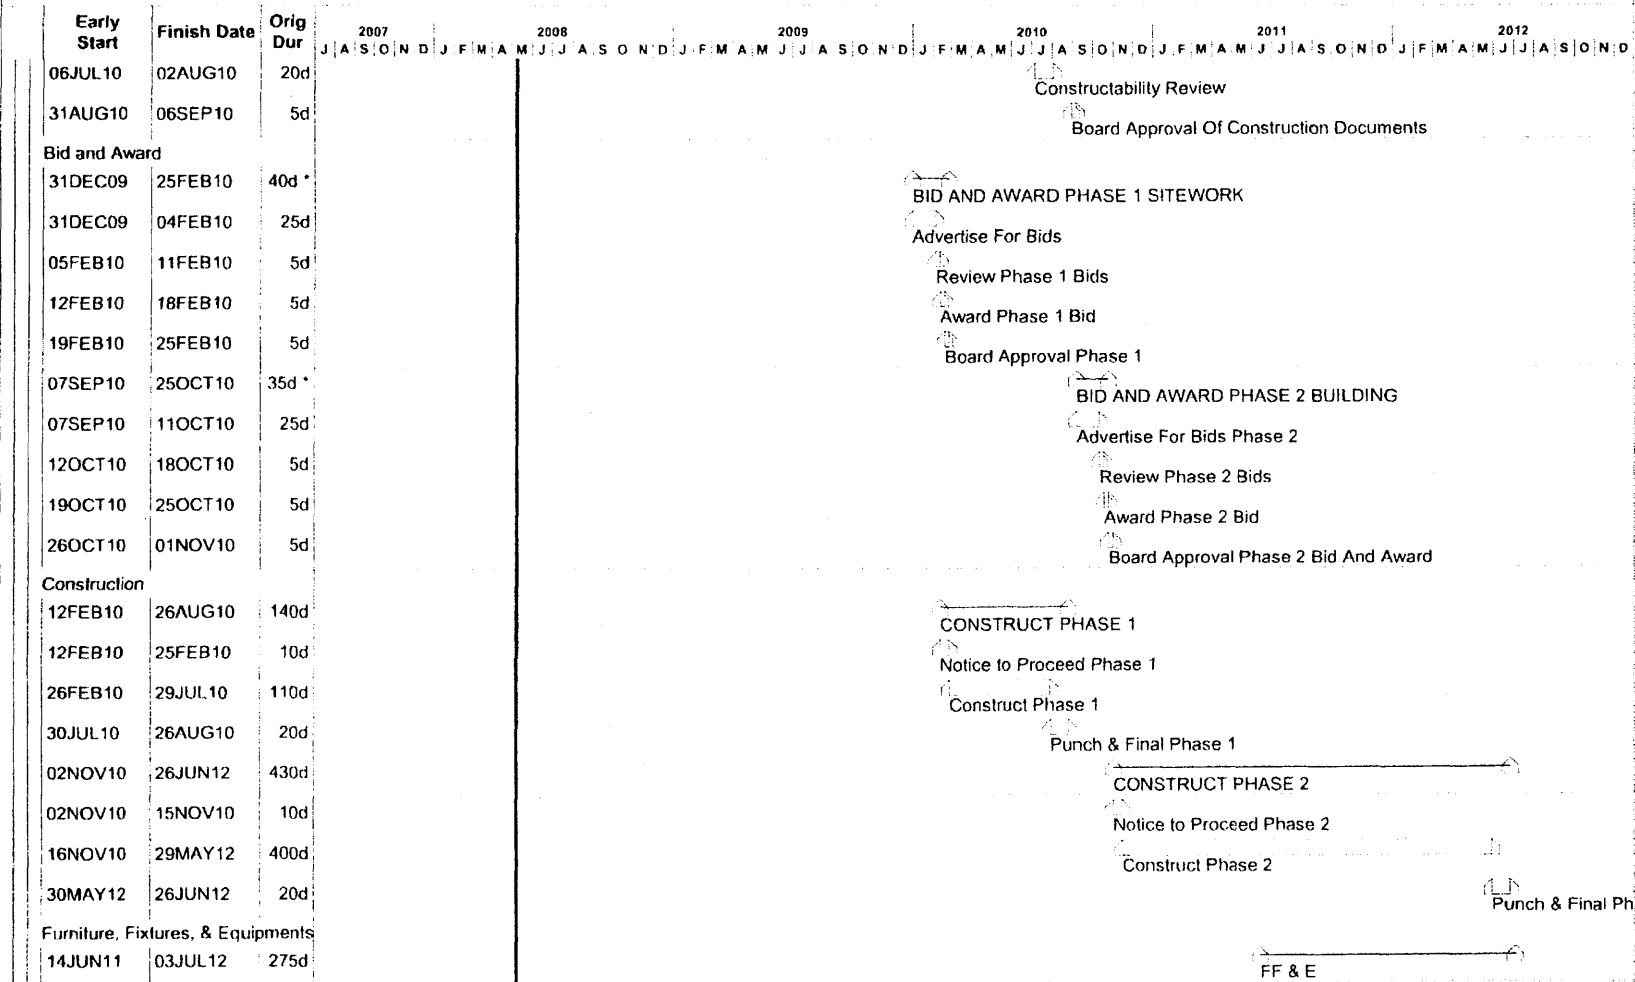 Early Start Finish Date Orig Dur
2007 2008 2009 2010 2011 2012
J A S O N D J F M A M J J A S O N D J F M A M J J A S O N D J F M A M J J A S O N D J F M A M J J A S O N D J F M A M J J A S O N D
06JUL10 02AUG10 20d
Constructability Review
31AUG10 06SEP10 5d
Board Approval Of Construction Documents
Bid and Award
31DEC09 25FEB10 40d *
BID AND AWARD PHASE 1 SITEWORK
31DEC09 04FEB10 25d
Advertise For Bids
05FEB10 11FEB10 5d
Review Phase 1 Bids
12FEB10 18FEB10 5d
Award Phase 1 Bid
19FEB10 25FEB10 5d
Board Approval Phase 1
07SEP10 25OCT10 35d *
BID AND AWARD PHASE 2 BUILDING
07SEP10 11OCT10 25d
Advertise For Bids Phase 2
12OCT10 18OCT10 5d
Review Phase 2 Bids
19OCT10 25OCT10 5d
Award Phase 2 Bid
26OCT10 01NOV10 5d
Board Approval Phase 2 Bid And Award
Construction
12FEB10 26AUG10 140d
CONSTRUCT PHASE 1
12FEB10 25FEB10 10d
Notice to Proceed Phase 1
26FEB10 29JUL10 110d
Construct Phase 1
30JUL10 26AUG10 20d
Punch & Final Phase 1
02NOV10 26JUN12 430d
CONSTRUCT PHASE 2
02NOV10 15NOV10 10d
Notice to Proceed Phase 2
16NOV10 29MAY12 400d
Construct Phase 2
30MAY12 26JUN12 20d
Punch & Final Ph
Furniture, Fixtures, & Equipments
14JUN11 03JUL12 275d
FF & E